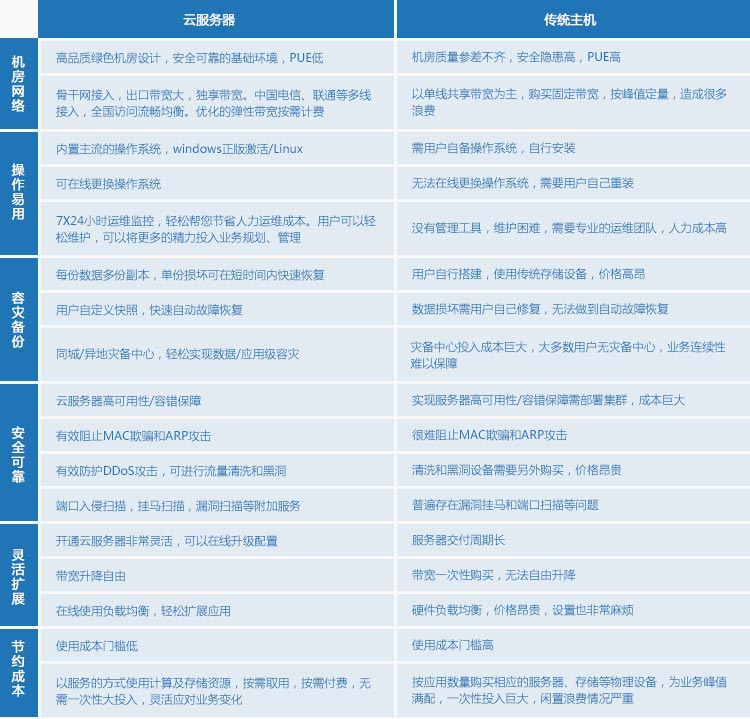 云服务器
传统主机
机房网络
高品质绿色机房设计，安全可靠的基础环境，PUE低
机房质量参差不齐，安全隐患高，PUE高
骨干网接入，出口带宽大，独享带宽。中国电信、联通等多线
接入，全国访问流畅均衡。优化的弹性带宽按需计费
以单线共享带宽为主，购买固定带宽，按峰值定量，造成很多
浪费
操作易用
内置主流的操作系统，windows正版激活/Linux
需用户自备操作系统，自行安装
可在线更换操作系统
无法在线更换操作系统，需要用户自己重装
7X24小时运维监控，轻松帮您节省人力运维成本。用户可以轻
松维护，可以将更多的精力投入业务规划、管理
没有管理工具，维护困难，需要专业的运维团队，人力成本高
容灾备份
每份数据多份副本，单份损坏可在短时间内快速恢复
用户自行搭建，使用传统存储设备，价格高昂
用户自定义快照，快速自动故障恢复
数据损坏需用户自己修复，无法做到自动故障恢复
同城/异地灾备中心，轻松实现数据/应用级容灾
灾备中心投入成本巨大，大多数用户无灾备中心，业务连续性
难以保障
安全可靠
云服务器高可用性/容错保障
实现服务器高可用性/容错保障需部署集群，成本巨大
有效阻止MAC欺骗和ARP攻击
很难阻止MAC欺骗和ARP攻击
有效防护DDoS攻击，可进行流量清洗和黑洞
清洗和黑洞设备需要另外购买，价格昂贵
端口入侵扫描，挂马扫描，漏洞扫描等附加服务
普遍存在漏洞挂马和端口扫描等问题
灵活扩展
开通云服务器非常灵活，可以在线升级配置
服务器交付周期长
带宽升降自由
带宽一次性购买，无法自由升降
在线使用负载均衡，轻松扩展应用
硬件负载均衡，价格昂贵，设置也非常麻烦
节约成本
使用成本门槛低
使用成本门槛高
以服务的方式使用计算及存储资源，按需取用，按需付费，无
需一次性大投入，灵活应对业务变化
按应用数量购买相应的服务器、存储等物理设备，为业务峰值
满配，一次性投入巨大，闲置浪费情况严重